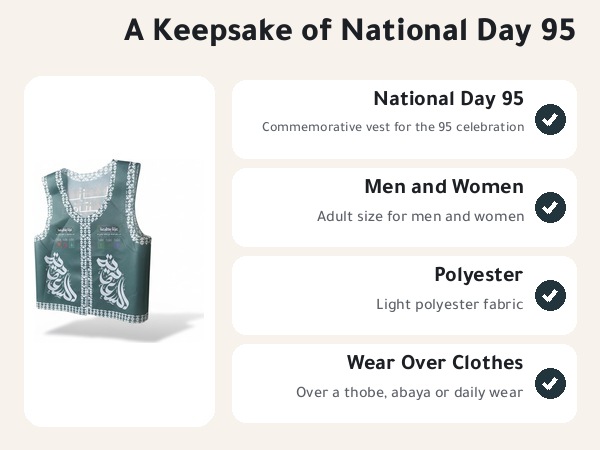 A Keepsake of National Day 95
National Day 95
Commemorative vest for the 95 celebration
Men and Women
Adult size for men and women
Polyester
Light polyester fabric
Wear Over Clothes
Over a thobe, abaya or daily wear